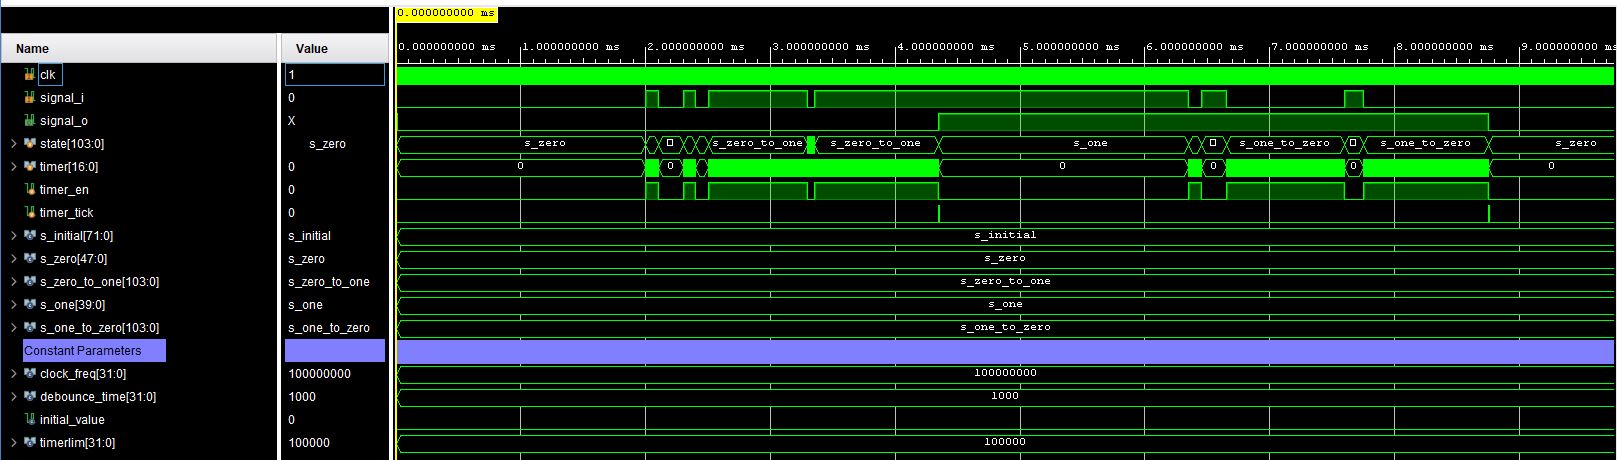 0.000000000 ms
Name Value
0.000000000 ms 1.000000000 ms 2.000000000 ms 3.000000000 ms 4.000000000 ms 5.000000000 ms 6.000000000 ms 7.000000000 ms 8.000000000 ms 9.000000000 ms
clk 1
signal_i 0
signal_o X
state[103:0] s_zero s_zero s_zero_to_one s_zero_to_one s_one s_one_to_zero s_one_to_zero s_zero
timer[16:0] 0 0 0 0 0 0 0
timer_en 0
timer_tick 0
s_initial[71:0] s_initial s_initial
s_zero[47:0] s_zero s_zero
s_zero_to_one[103:0] s_zero_to_one s_zero_to_one
s_one[39:0] s_one s_one
s_one_to_zero[103:0] s_one_to_zero s_one_to_zero
Constant Parameters
clock_freq[31:0] 100000000 100000000
debounce_time[31:0] 1000 1000
initial_value 0
timerlim[31:0] 100000 100000